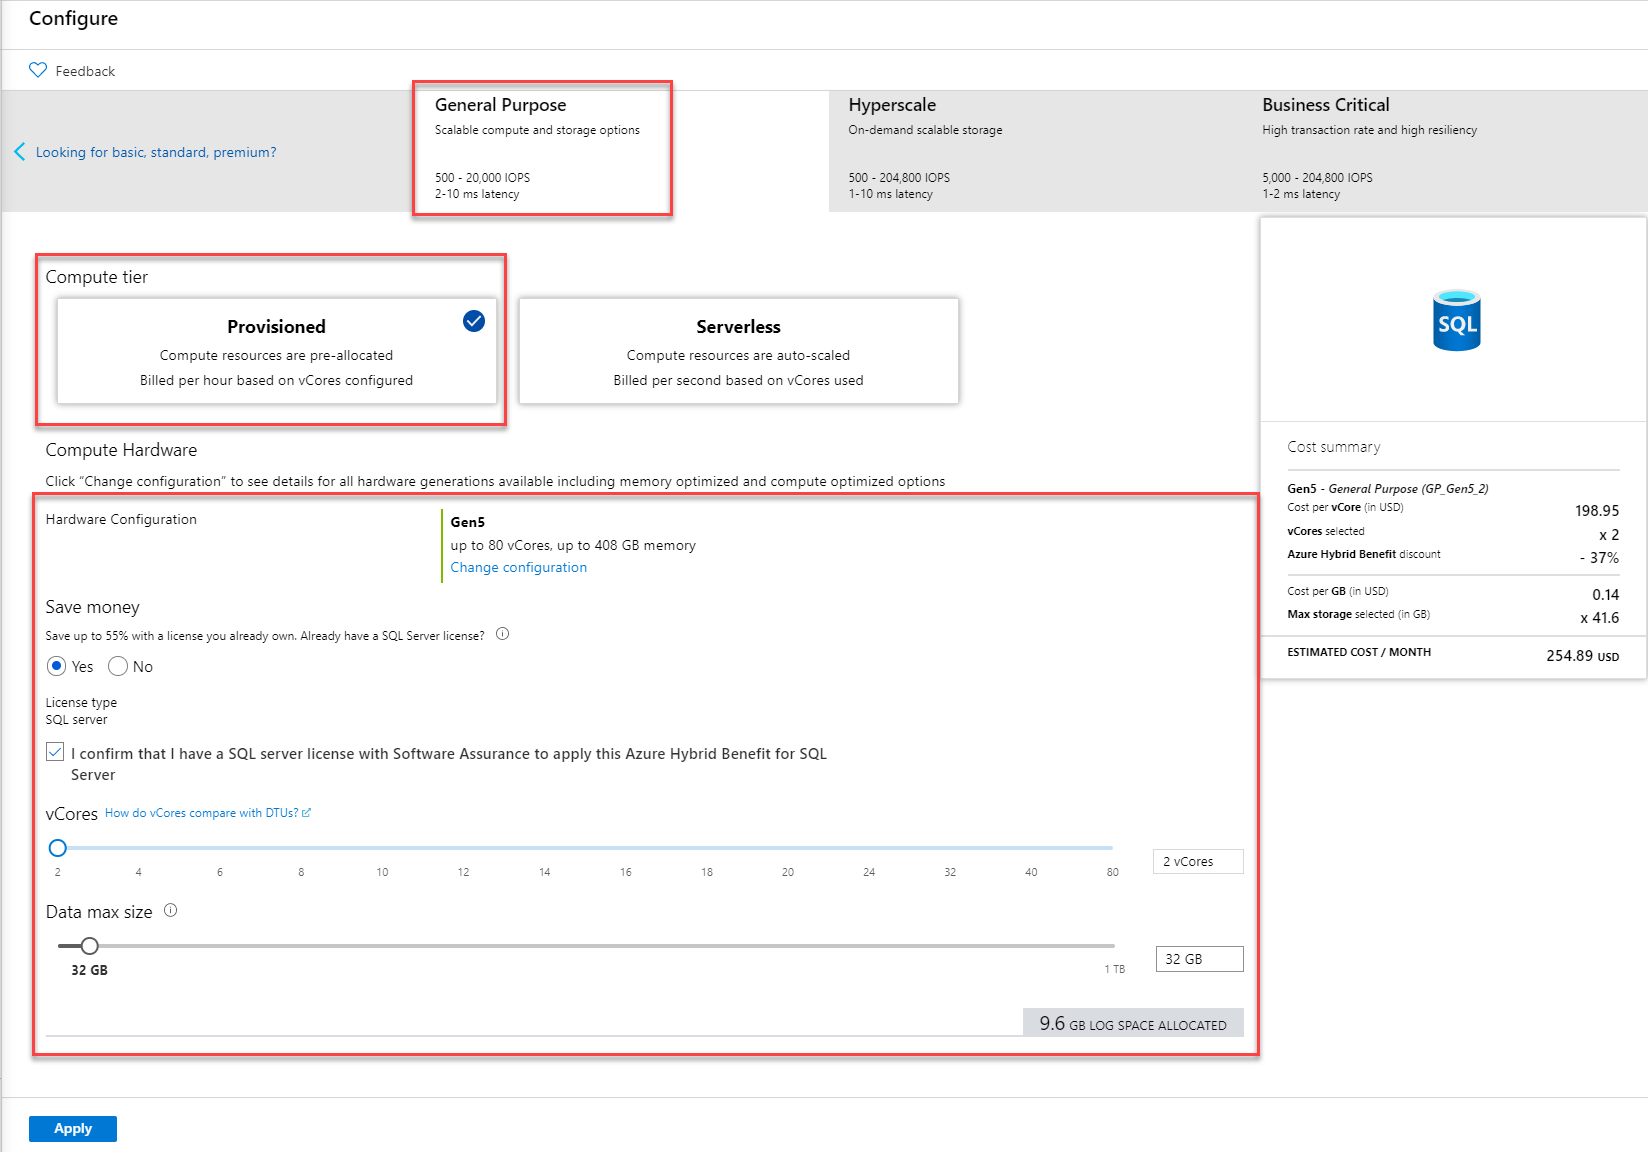 Configure
Feedback
Looking for basic, standard, premium?
General Purpose
Scalable compute and storage options
500 - 20,000 IOPS
2-10 ms latency
Hyperscale
On-demand scalable storage
500 - 204,800 IOPS
1-10 ms latency
Business Critical
High transaction rate and high resiliency
5,000 - 204,800 IOPS
1-2 ms latency
Compute tier
Provisioned
Compute resources are pre-allocated
Billed per hour based on vCores configured
Serverless
Compute resources are auto-scaled
Billed per second based on vCores used
Compute Hardware
Click "Change configuration" to see details for all hardware generations available including memory optimized and compute optimized options
Hardware Configuration
Gen5
up to 80 vCores, up to 408 GB memory
Change configuration
Save money
Save up to 55% with a license you already own. Already have a SQL Server license?
Yes No
License type
SQL server
I confirm that I have a SQL server license with Software Assurance to apply this Azure Hybrid Benefit for SQL
Server
vCores How do vCores compare with DTUs?
2 4 6 8 10 12 14 16 18 20 24 32 40 80
2 vCores
Data max size
32 GB
1 TB
32 GB
9.6 GB LOG SPACE ALLOCATED
SQL
Cost summary
Gen5 - General Purpose (GP_Gen5_2)
Cost per vCore (in USD) 198.95
vCores selected x 2
Azure Hybrid Benefit discount - 37%
Cost per GB (in USD) 0.14
Max storage selected (in GB) x 41.6
ESTIMATED COST / MONTH 254.89 USD
Apply